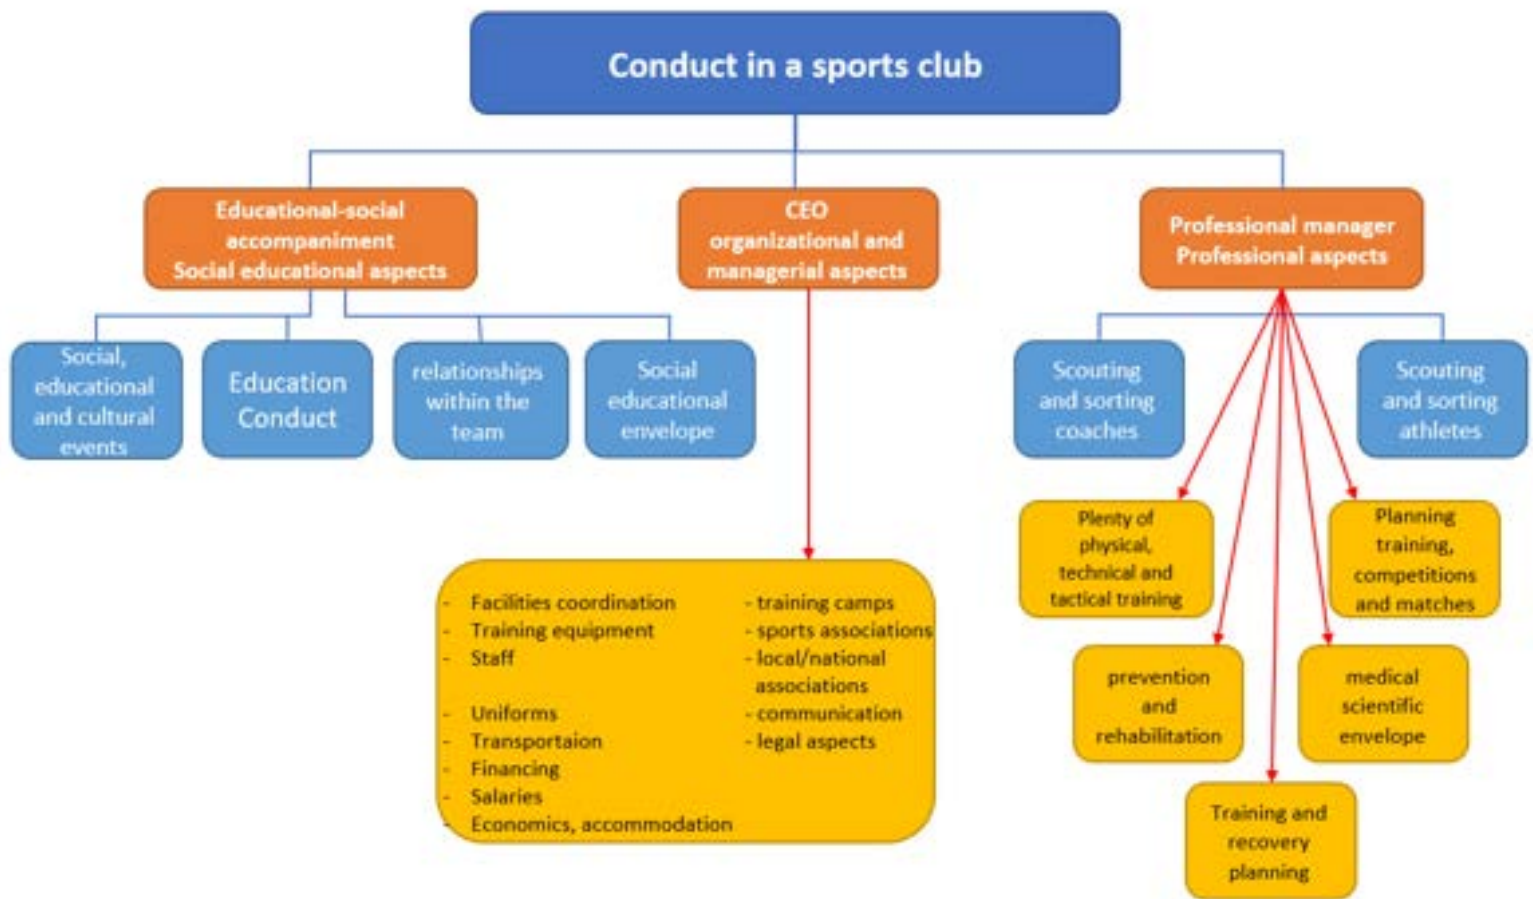 Conduct in a sports club
Educational-social
accompaniment
Social educational aspects
CEO
organizational and
managerial aspects
Professional manager
Professional aspects
Social,
educational
and cultural
events
Education
Conduct
relationships
within the
team
Social
educational
envelope
Scouting
and sorting
coaches
Scouting
and sorting
athletes
- Facilities coordination
- Training equipment
- Staff
- Uniforms
- Transportaion
- Financing
- Salaries
- Economics, accommodation
- training camps
- sports associations
- local/national
associations
- communication
- legal aspects
Plenty of
physical,
technical and
tactical training
Planning
training,
competitions
and matches
prevention
and
rehabilitation
medical
scientific
envelope
Training and
recovery
planning